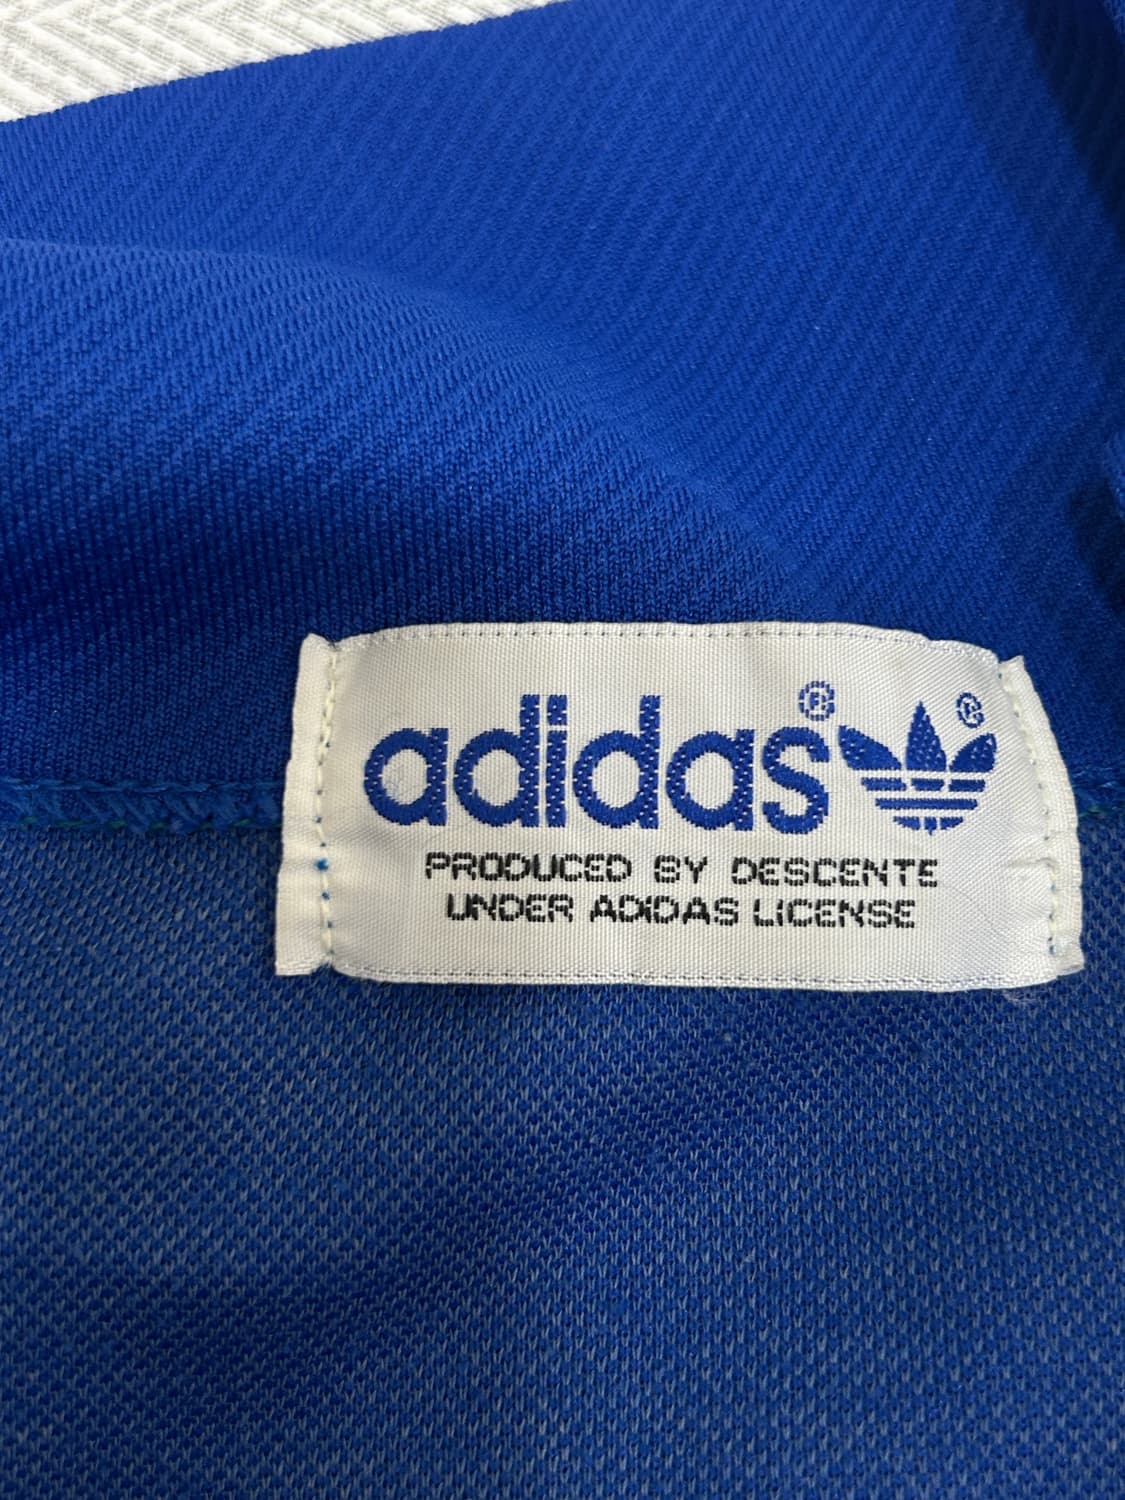 adidas® ®
PRODUCED BY DESCENTE
UNDER ADIDAS LICENSE